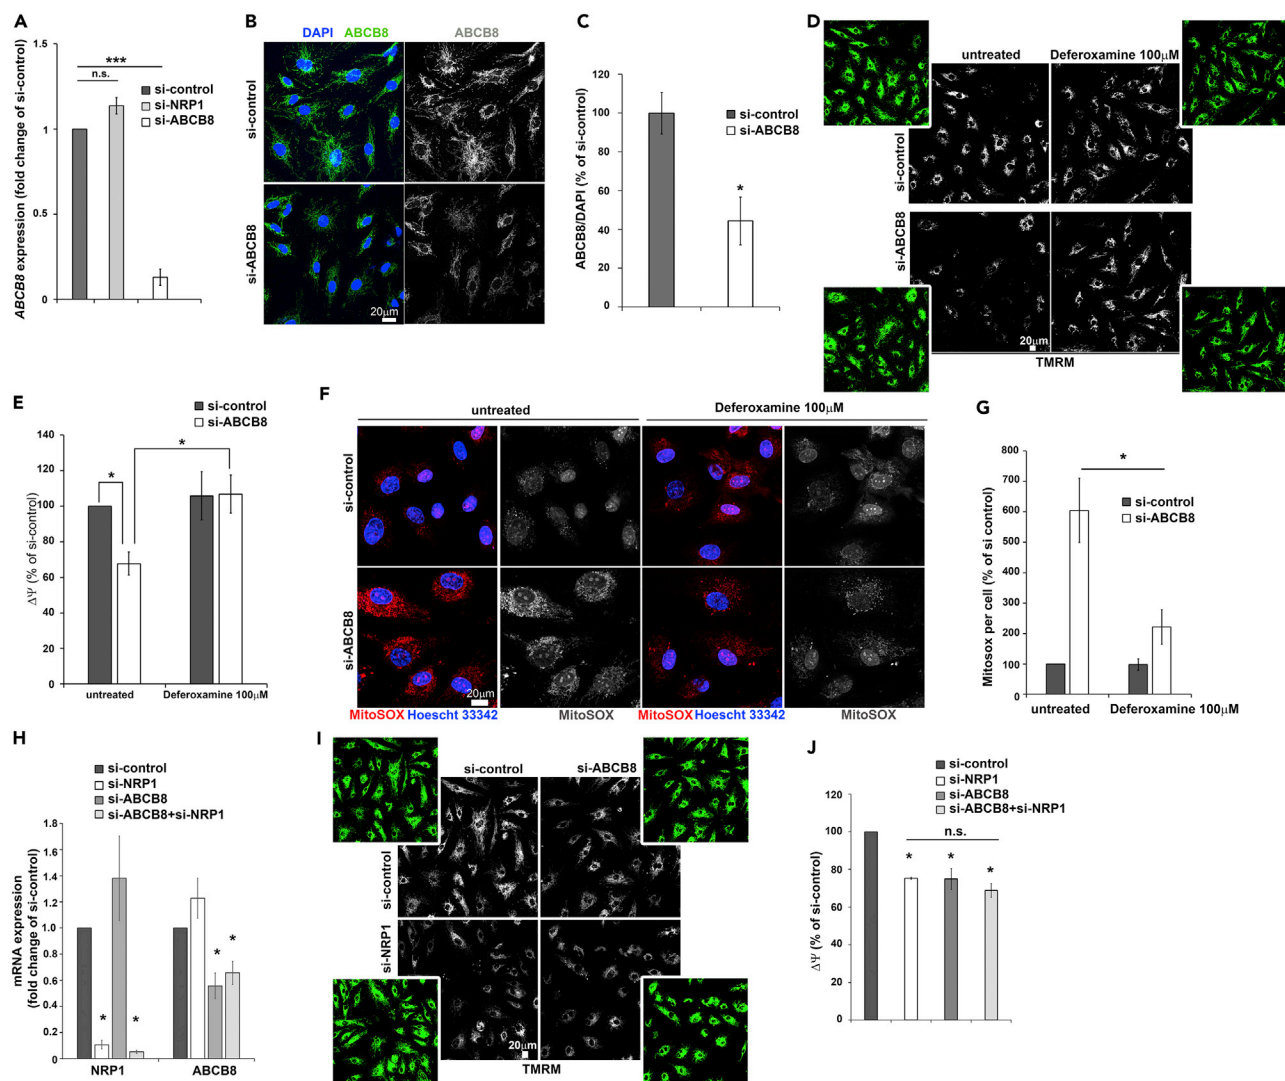 A
ABCB8 expression (fold change of si-control)
1.5
1
0.5
0
***
n.s.
si-control
si-NRP1
si-ABCB8
B
DAPI ABCB8
ABCB8
si-control
si-ABCB8
20µm
C
ABCB8/DAPI (% of si-control)
120
100
80
60
40
20
0
*
si-control
si-ABCB8
D
untreated
Deferoxamine 100µM
si-control
si-ABCB8
20µm
TMRM
E
si-control
si-ABCB8
ΔΨ (% of si-control)
140
120
100
80
60
40
20
0
*
*
untreated
Deferoxamine 100µM
F
untreated
Deferoxamine 100µM
si-control
si-ABCB8
20µm
MitoSOX Hoescht 33342
MitoSOX
MitoSOX Hoescht 33342
MitoSOX
G
Mitosox per cell (% of si control)
800
700
600
500
400
300
200
100
0
*
si-control
si-ABCB8
untreated
Deferoxamine 100µM
H
si-control
si-NRP1
si-ABCB8
si-ABCB8+si-NRP1
mRNA expression
(fold change of si-control)
1.8
1.6
1.4
1.2
1.0
0.8
0.6
0.4
0.2
0
*
*
*
*
NRP1
ABCB8
I
si-control
si-ABCB8
si-control
si-NRP1
20µm
TMRM
J
si-control
si-NRP1
si-ABCB8
si-ABCB8+si-NRP1
ΔΨ (% of si-control)
120
100
80
60
40
20
0
n.s.
*
*
*